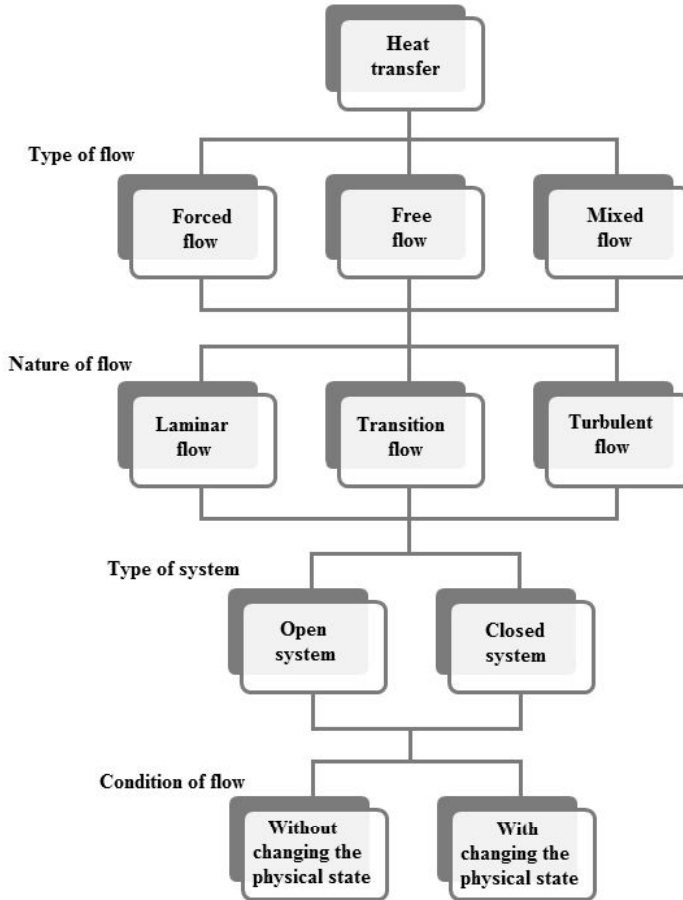 Heat
transfer
Type of flow
Forced
flow
Free
flow
Mixed
flow
Nature of flow
Laminar
flow
Transition
flow
Turbulent
flow
Type of system
Open
system
Closed
system
Condition of flow
Without
changing the
physical state
With
changing the
physical state